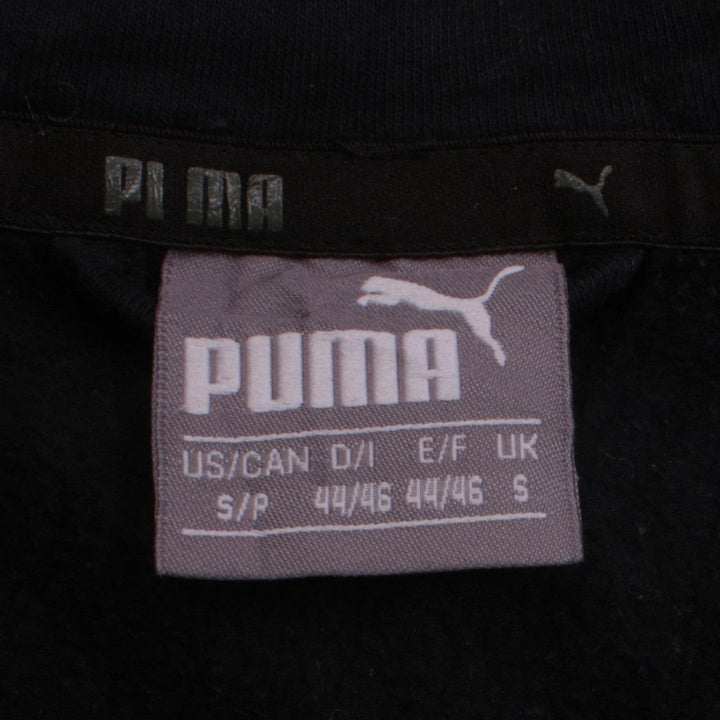 PUMA
PUMA
US/CAN D/I E/F UK
S/P 44/46 44/46 S